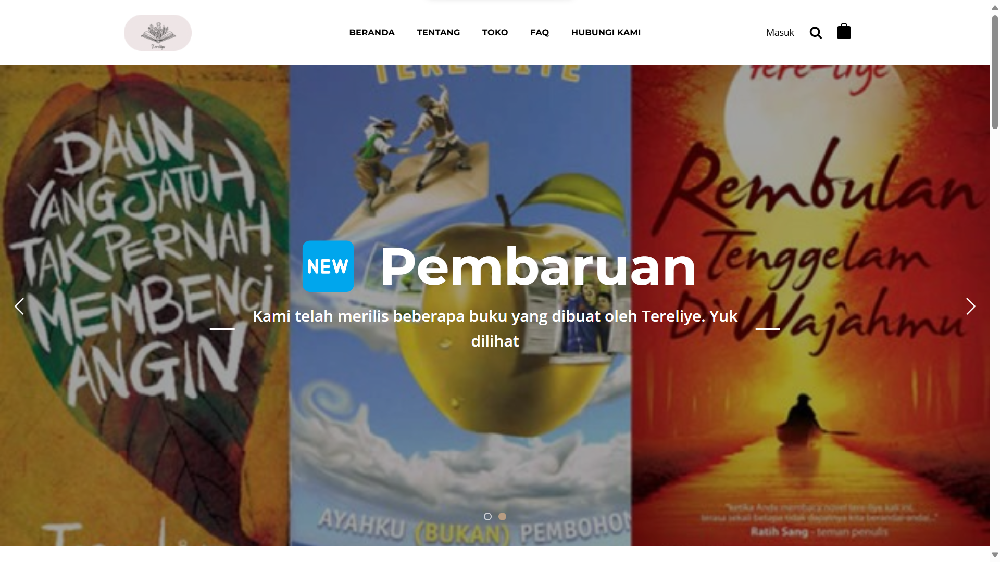 Tereliye
BERANDA
TENTANG
TOKO
FAQ
HUBUNGI KAMI
Masuk
DAUN
YANG JATUH
TAK PERNAH
MEMBENCI
ANGIN
TERE-LIYE
AYAHKU (BUKAN) PEMBOHON
tere-liye
Rembulan
Tenggelam
Di Wajahmu
"ketika Anda membaca novel tere-liye kali ini,
terasa sekali betapa tidak dapatnya kita berandai-andai..."
Ratih Sang - teman penulis
NEW
Pembaruan
Kami telah merilis beberapa buku yang dibuat oleh Tereliye. Yuk
dilihat